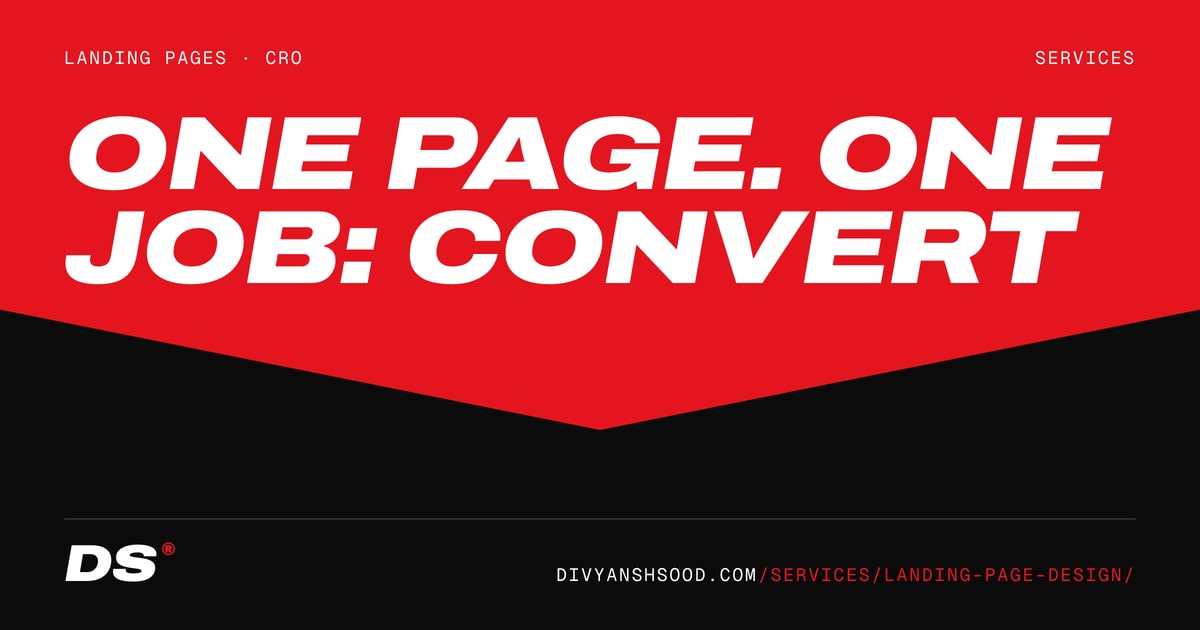 LANDING PAGES · CRO
SERVICES
ONE PAGE. ONE
JOB: CONVERT
DS®
DIVYANSHSOOD.COM/SERVICES/LANDING-PAGE-DESIGN/